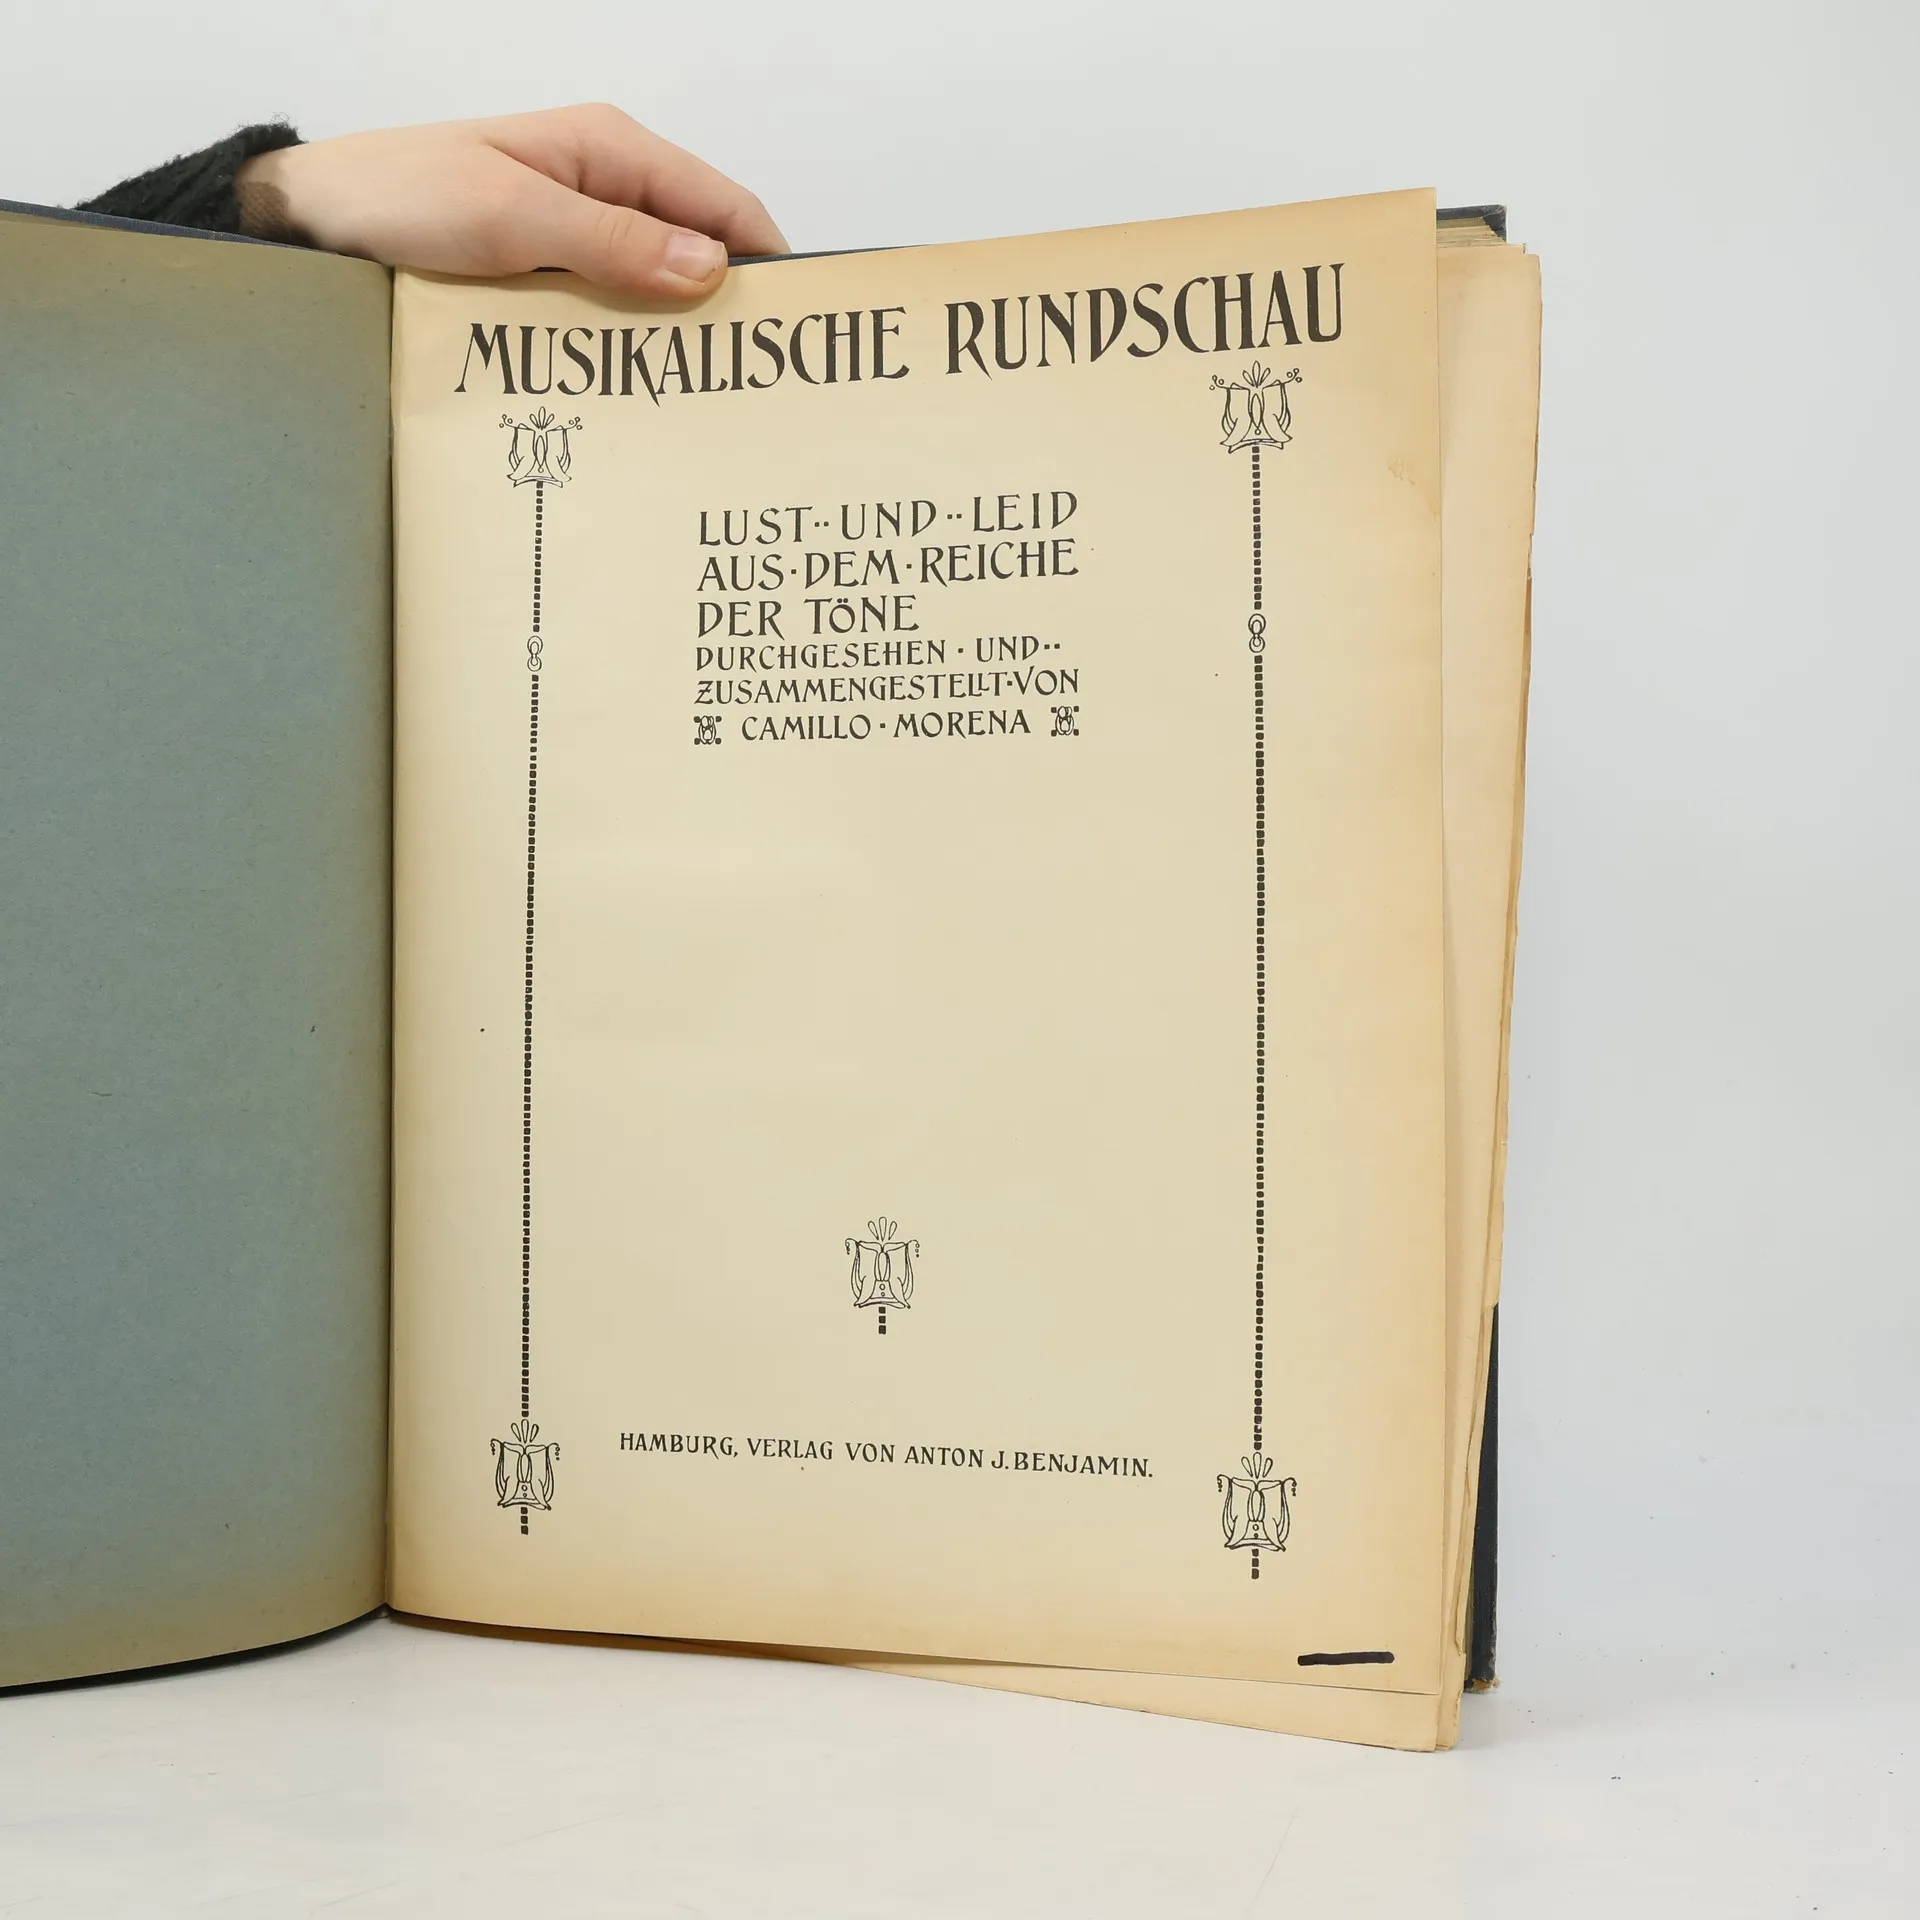 MUSIKALISCHE RUNDSCHAU
LUST·· UND ·· LEID
AUS · DEM · REICHE
DER TÖNE
DURCHGESEHEN · UND ··
ZUSAMMENGESTELLT · VON
CAMILLO · MORENA
HAMBURG, VERLAG VON ANTON J. BENJAMIN.